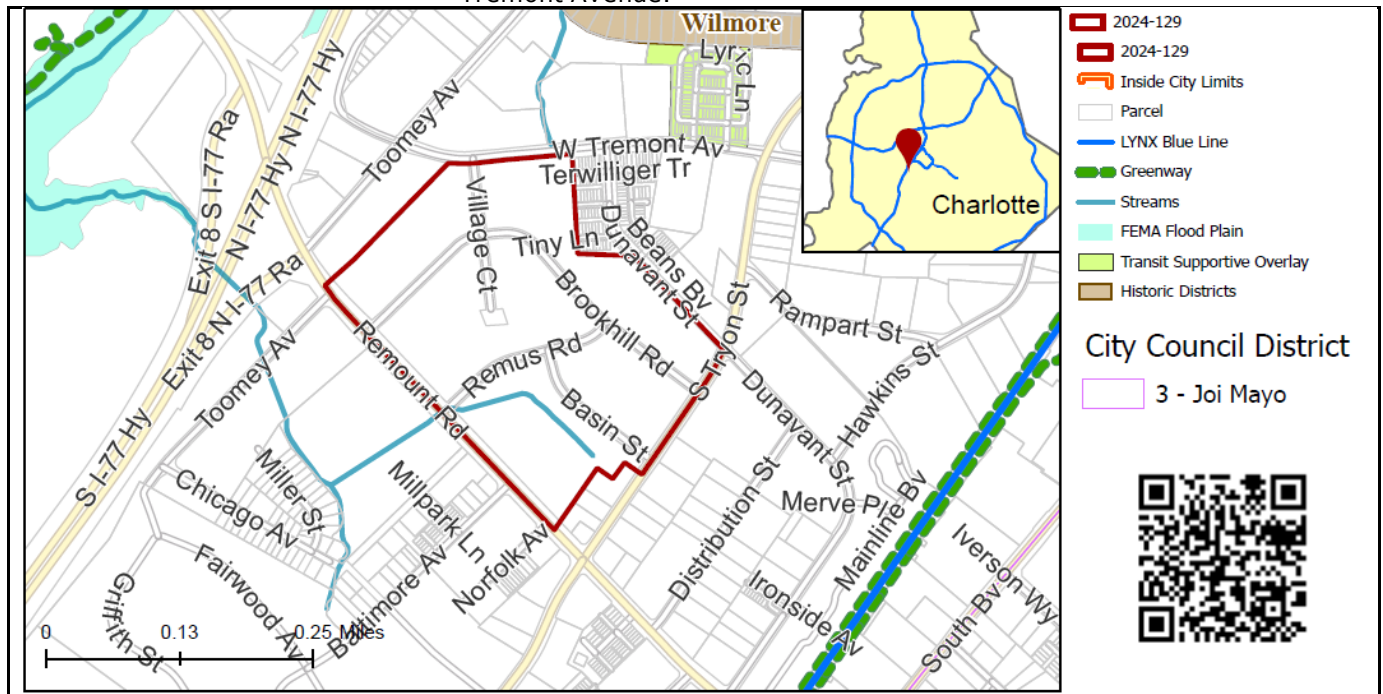 Tremont Avenue.
Wilmore
Lyric Ln
W Tremont Av
Terwilliger Tr
Toomey Av
N I-77 Hy
N I-77 Hy
Exit 8 S I-77 Ra
Village Ct
Tiny Ln
Dunavant St
Beans Bv
Exit 8 N I-77 Ra
Brookhill Rd
S Tryon St
Rampart St
Remount Rd
Remus Rd
Toomey Av
Basin St
Dunavant St
Hawkins St
S I-77 Hy
Miller St
Chicago Av
Millpark Ln
Distribution St
Merve Pl
Mainline Bv
Norfolk Av
Baltimore Av
Fairwood Av
Griffith St
Ironside Av
Iverson Wy
South Bv
0 0.13 0.25 Miles
Charlotte
2024-129
2024-129
Inside City Limits
Parcel
LYNX Blue Line
Greenway
Streams
FEMA Flood Plain
Transit Supportive Overlay
Historic Districts
City Council District
3 - Joi Mayo